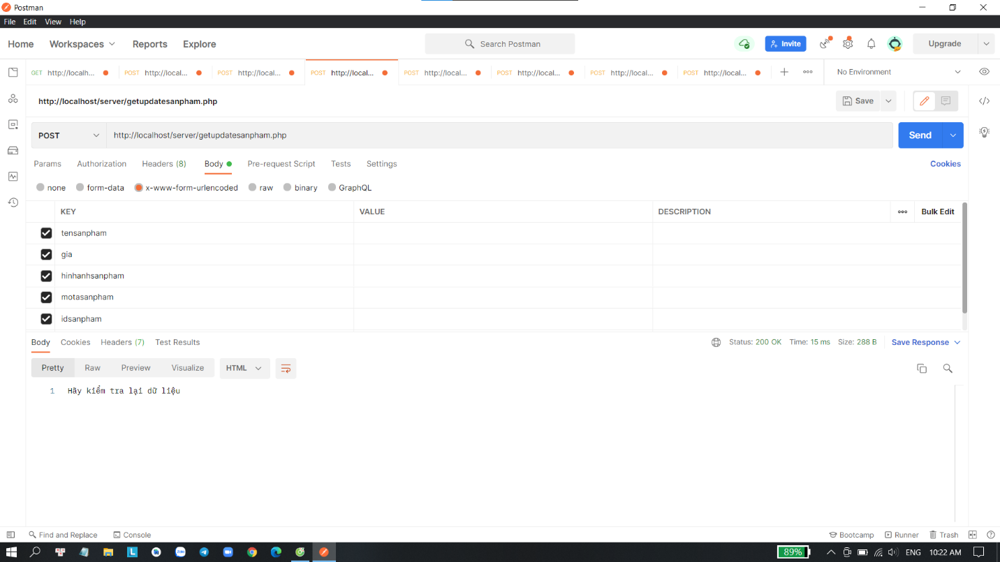 Postman
File Edit View Help
Home Workspaces Reports Explore Search Postman Invite Upgrade
GET http://localh... POST http://local... POST http://local... POST http://local... POST http://local... POST http://local... POST http://local... POST http://local... No Environment
http://localhost/server/getupdatesanpham.php Save
POST http://localhost/server/getupdatesanpham.php Send
Params Authorization Headers (8) Body Pre-request Script Tests Settings Cookies
none form-data x-www-form-urlencoded raw binary GraphQL
KEY VALUE DESCRIPTION Bulk Edit
tensanpham
gia
hinhanhsanpham
motasanpham
idsanpham
Body Cookies Headers (7) Test Results Status: 200 OK Time: 15 ms Size: 288 B Save Response
Pretty Raw Preview Visualize HTML
1 Hãy kiểm tra lại dữ liệu
Find and Replace Console Bootcamp Runner Trash
L Zalo 89% ENG 10:22 AM